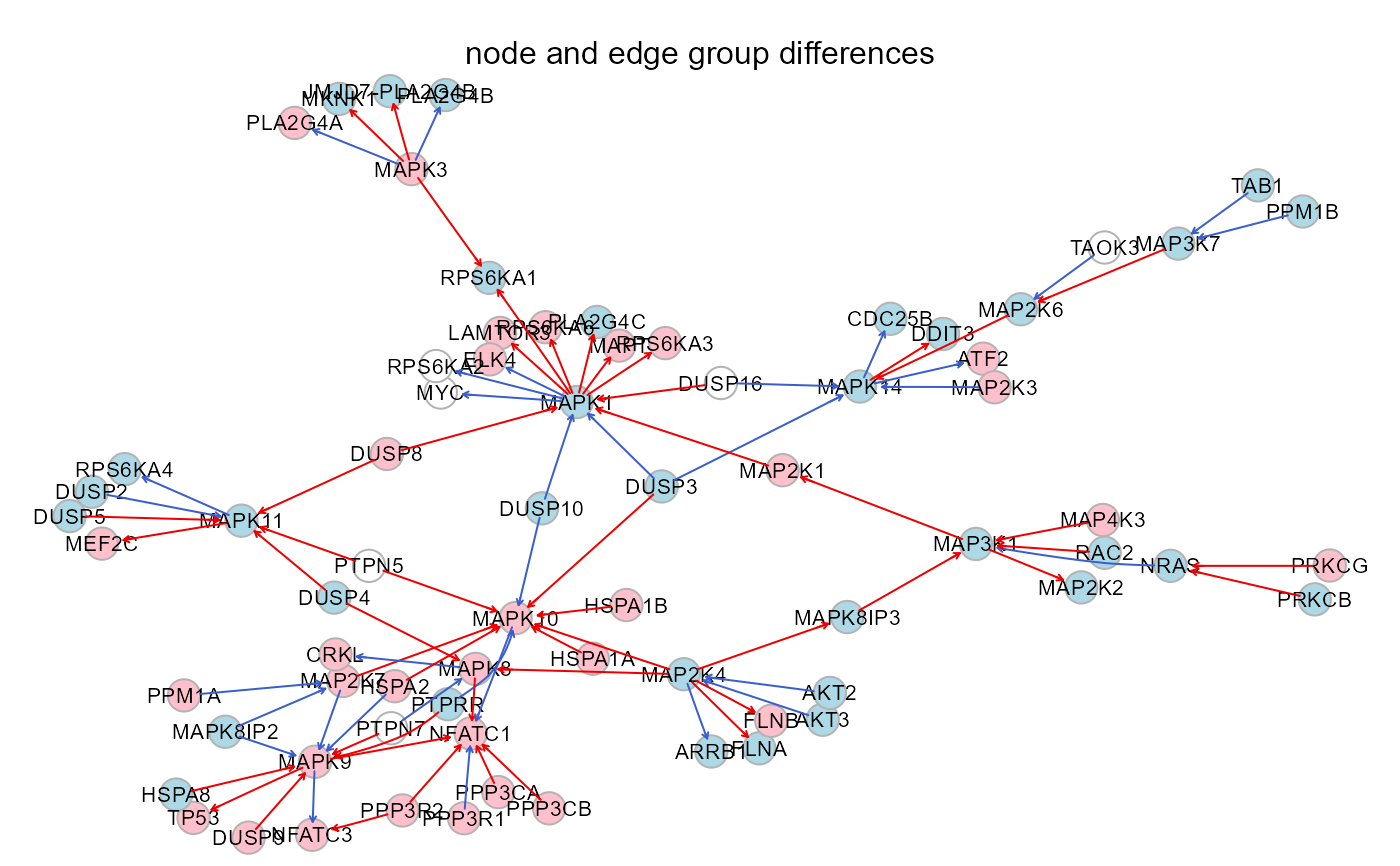 node and edge group differences
JMJD7-PLA2G4B
MKNK1
PLA2G4B
PLA2G4A
MAPK3
TAB1
PPM1B
TAOK3
MAP3K7
RPS6KA1
MAP2K6
CDC25B
DDIT3
LAMTOR3
RPS6KA6
PLA2G4C
MAPT
RPS6KA3
RPS6KA2
ELK4
ATF2
MYC
MAPK1
DUSP16
MAPK14
MAP2K3
DUSP8
RPS6KA4
MAP2K1
DUSP2
DUSP3
DUSP5
MAPK11
DUSP10
MAP4K3
MEF2C
MAP3K1
RAC2
PTPN5
NRAS
PRKCG
MAP2K2
DUSP4
PRKCB
HSPA1B
MAPK10
MAPK8IP3
CRKL
HSPA1A
MAPK8
MAP2K4
MAP2K7
HSPA2
PPM1A
AKT2
PTPRR
MAPK8IP2
PTPN7
NFATC1
FLNB
AKT3
ARRB1
FLNA
MAPK9
HSPA8
PPP3CA
TP53
PPP3R2
PPP3R1
PPP3CB
DUSP9
NFATC3